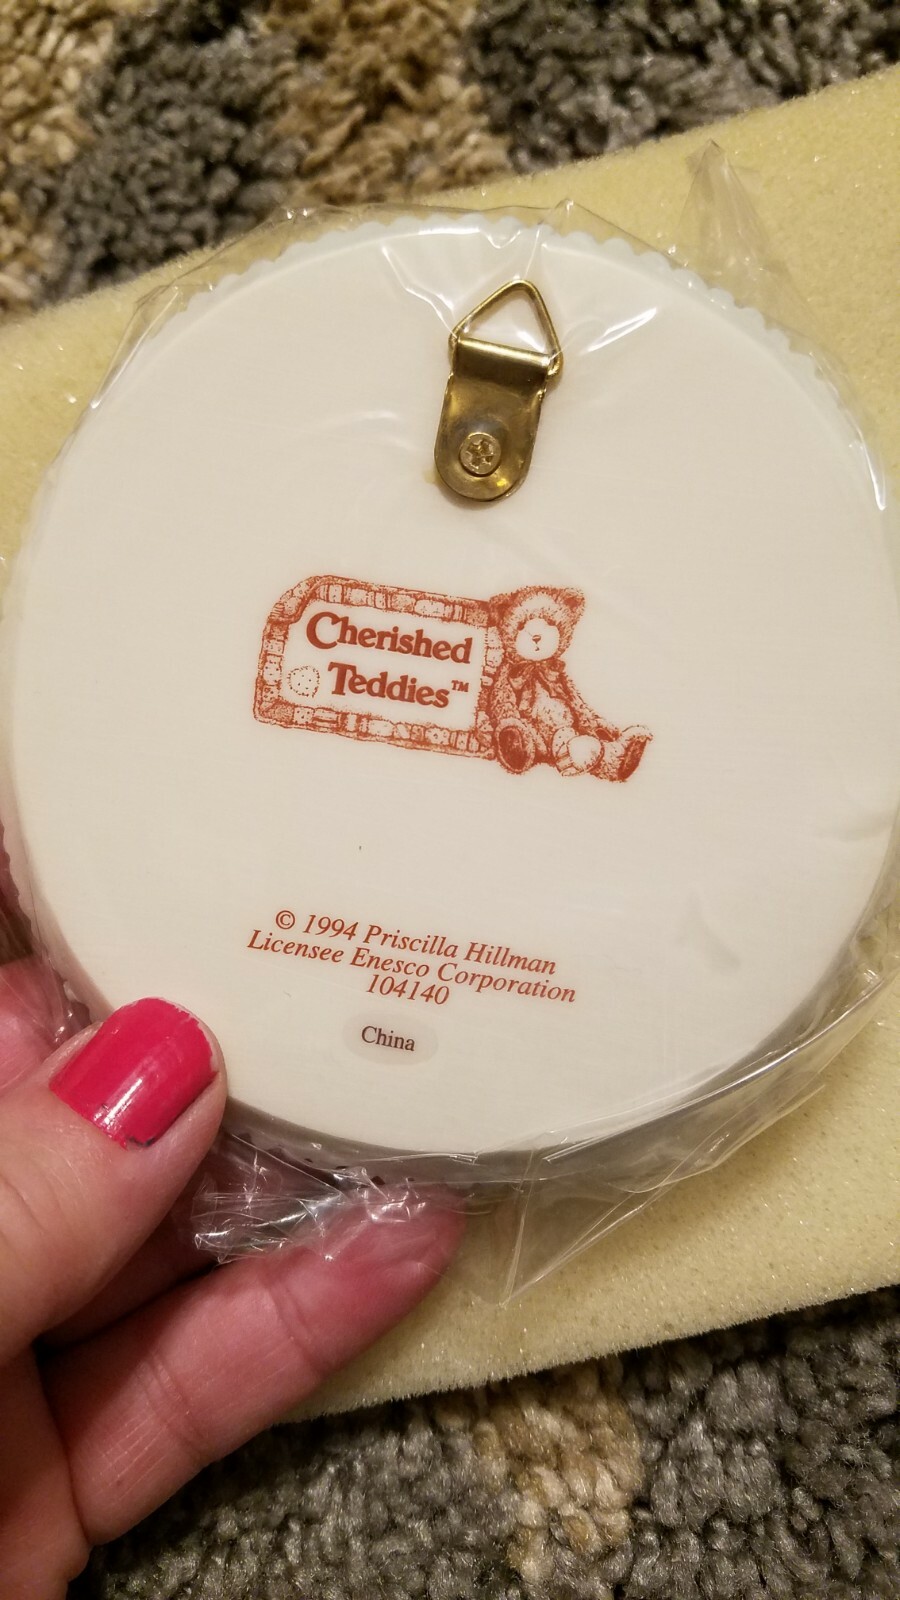 Cherished
Teddies™
© 1994 Priscilla Hillman
Licensee Enesco Corporation
104140
China